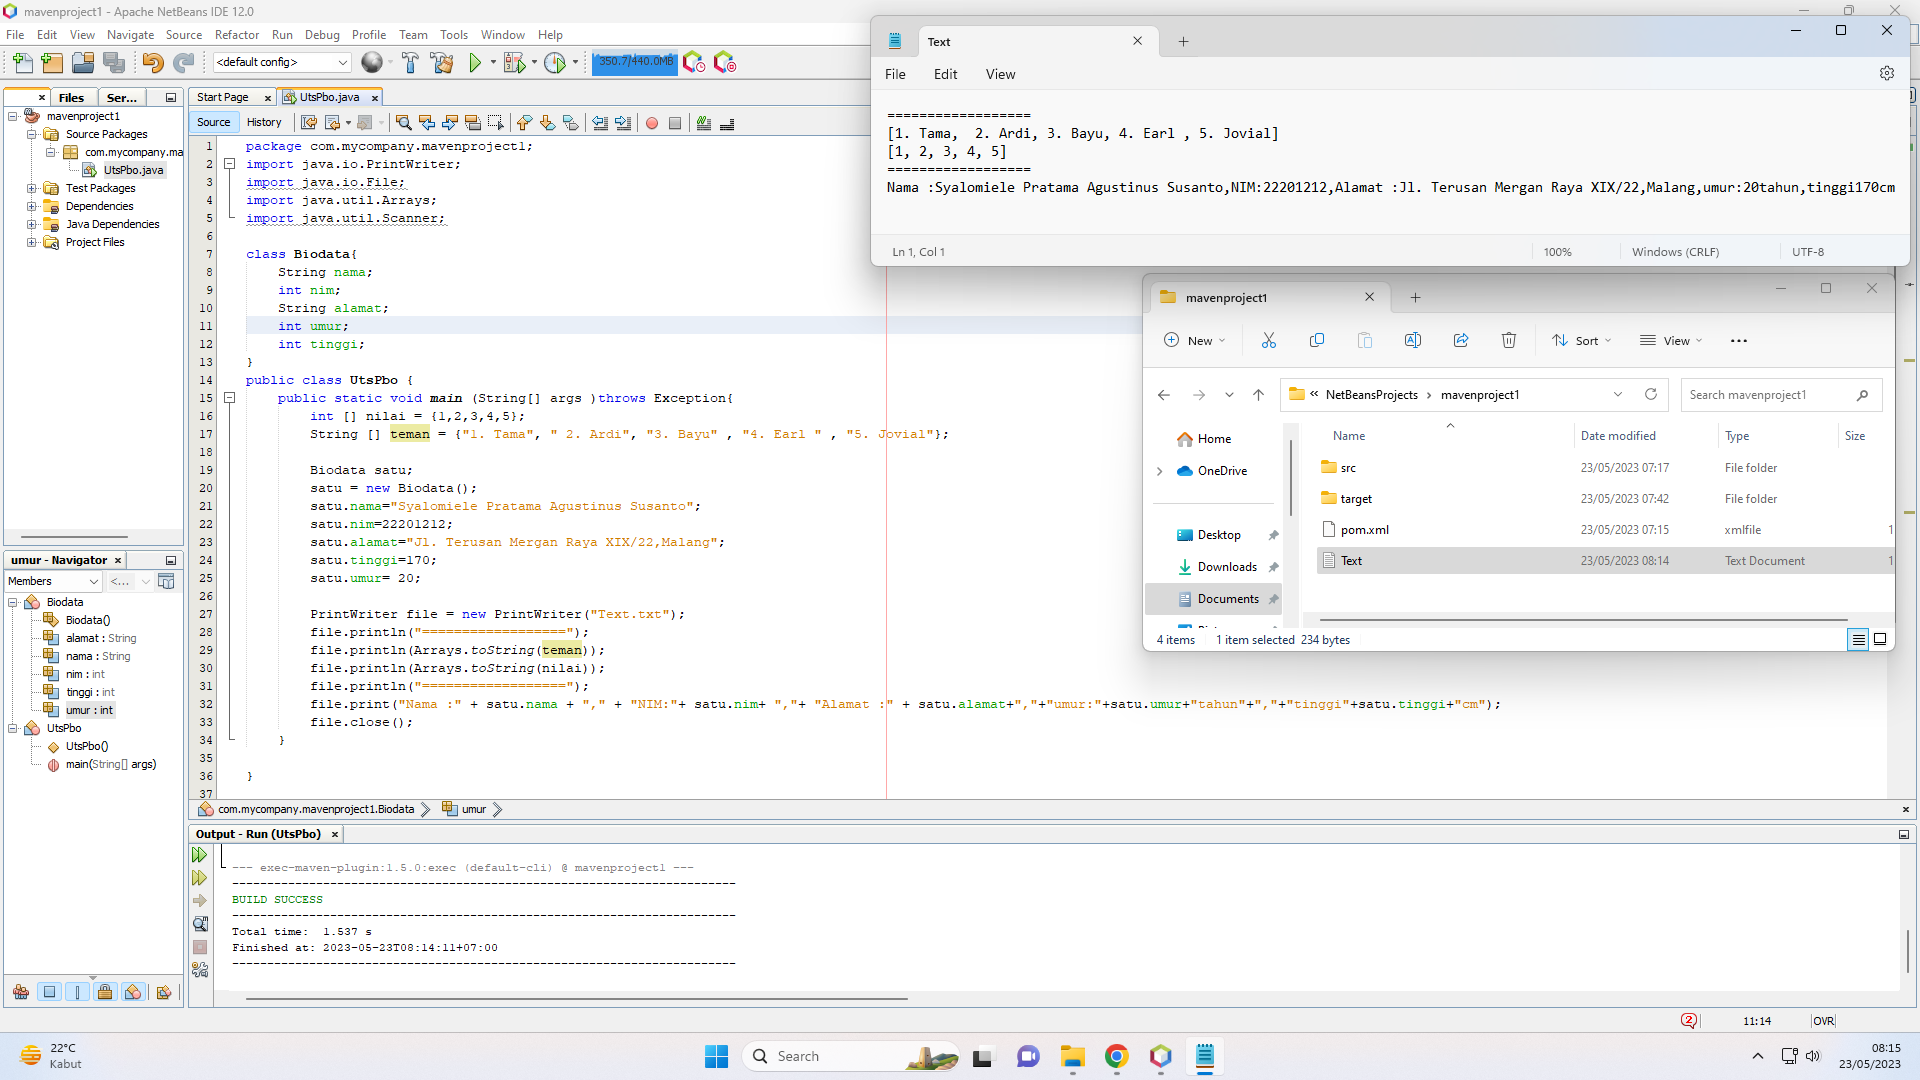 mavenproject1 - Apache NetBeans IDE 12.0
File Edit View Navigate Source Refactor Run Debug Profile Team Tools Window Help
<default config>
350.7/440.0MB
Files
Ser...
mavenproject1
Source Packages
com.mycompany.ma
UtsPbo.java
Test Packages
Dependencies
Java Dependencies
Project Files
Start Page
UtsPbo.java
Source History
1 package com.mycompany.mavenproject1;
2 import java.io.PrintWriter;
3 import java.io.File;
4 import java.util.Arrays;
5 import java.util.Scanner;
6
7 class Biodata{
8 String nama;
9 int nim;
10 String alamat;
11 int umur;
12 int tinggi;
13 }
14 public class UtsPbo {
15 public static void main (String[] args )throws Exception{
16 int [] nilai = {1,2,3,4,5};
17 String [] teman = {"1. Tama", " 2. Ardi", "3. Bayu" , "4. Earl " , "5. Jovial"};
18
19 Biodata satu;
20 satu = new Biodata();
21 satu.nama="Syalomiele Pratama Agustinus Susanto";
22 satu.nim=22201212;
23 satu.alamat="Jl. Terusan Mergan Raya XIX/22,Malang";
24 satu.tinggi=170;
25 satu.umur= 20;
26
27 PrintWriter file = new PrintWriter("Text.txt");
28 file.println("==================");
29 file.println(Arrays.toString(teman));
30 file.println(Arrays.toString(nilai));
31 file.println("==================");
32 file.print("Nama :" + satu.nama + "," + "NIM:"+ satu.nim+ ","+ "Alamat :" + satu.alamat+","+"umur:"+satu.umur+"tahun"+","+"tinggi"+satu.tinggi+"cm");
33 file.close();
34 }
35
36 }
37
com.mycompany.mavenproject1.Biodata
umur
umur - Navigator
Members
<...
Biodata
Biodata()
alamat : String
nama : String
nim : int
tinggi : int
umur : int
UtsPbo
UtsPbo()
main(String[] args)
Output - Run (UtsPbo)
--- exec-maven-plugin:1.5.0:exec (default-cli) @ mavenproject1 ---
------------------------------------------------------------------------
BUILD SUCCESS
------------------------------------------------------------------------
Total time: 1.537 s
Finished at: 2023-05-23T08:14:11+07:00
------------------------------------------------------------------------
2
11:14
OVR
Text
File Edit View
==================
[1. Tama,  2. Ardi, 3. Bayu, 4. Earl , 5. Jovial]
[1, 2, 3, 4, 5]
==================
Nama :Syalomiele Pratama Agustinus Susanto,NIM:22201212,Alamat :Jl. Terusan Mergan Raya XIX/22,Malang,umur:20tahun,tinggi170cm
Ln 1, Col 1
100%
Windows (CRLF)
UTF-8
mavenproject1
New
Sort
View
« NetBeansProjects › mavenproject1
Search mavenproject1
Home
OneDrive
Desktop
Downloads
Documents
Name Date modified Type Size
src 23/05/2023 07:17 File folder
target 23/05/2023 07:42 File folder
pom.xml 23/05/2023 07:15 xmlfile 1
Text 23/05/2023 08:14 Text Document 1
4 items 1 item selected 234 bytes
22°C
Kabut
Search
08:15
23/05/2023